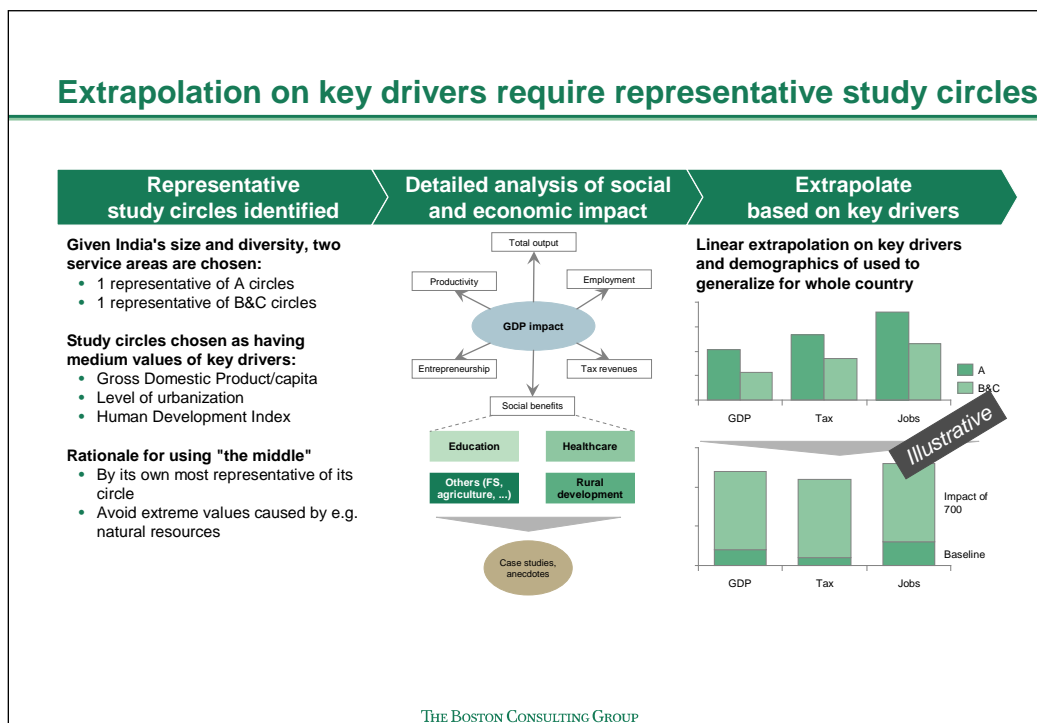 Extrapolation on key drivers require representative study circles
Representative
study circles identified
Detailed analysis of social
and economic impact
Extrapolate
based on key drivers
Given India's size and diversity, two
service areas are chosen:
• 1 representative of A circles
• 1 representative of B&C circles
Study circles chosen as having
medium values of key drivers:
• Gross Domestic Product/capita
• Level of urbanization
• Human Development Index
Rationale for using "the middle"
• By its own most representative of its
circle
• Avoid extreme values caused by e.g.
natural resources
Total output
Productivity
Employment
GDP impact
Entrepreneurship
Tax revenues
Social benefits
Education
Healthcare
Others (FS,
agriculture, ...)
Rural
development
Case studies,
anecdotes
Linear extrapolation on key drivers
and demographics of used to
generalize for whole country
A
B&C
GDP
Tax
Jobs
Illustrative
Impact of
700
Baseline
GDP
Tax
Jobs
THE BOSTON CONSULTING GROUP